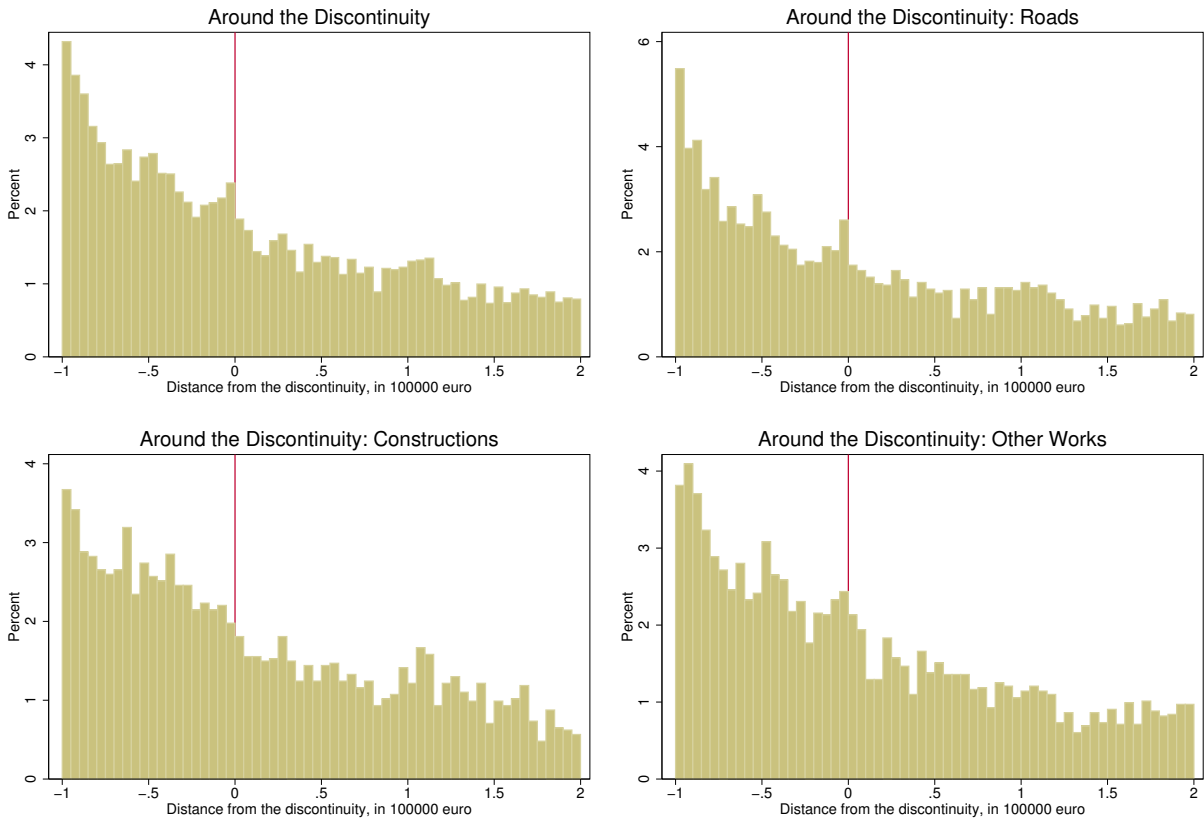 Around the Discontinuity
Percent
0 1 2 3 4
−1 −.5 0 .5 1 1.5 2
Distance from the discontinuity, in 100000 euro
Around the Discontinuity: Roads
Percent
0 2 4 6
−1 −.5 0 .5 1 1.5 2
Distance from the discontinuity, in 100000 euro
Around the Discontinuity: Constructions
Percent
0 1 2 3 4
−1 −.5 0 .5 1 1.5 2
Distance from the discontinuity, in 100000 euro
Around the Discontinuity: Other Works
Percent
0 1 2 3 4
−1 −.5 0 .5 1 1.5 2
Distance from the discontinuity, in 100000 euro